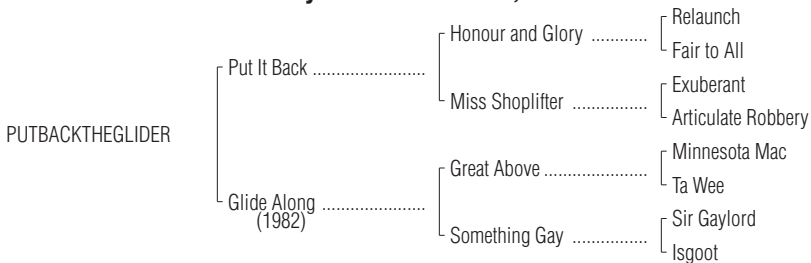 Relaunch
Honour and Glory ............
Fair to All
Put It Back .........................
Exuberant
Miss Shoplifter ................
Articulate Robbery
PUTBACKTHEGLIDER
Minnesota Mac
Great Above .......................
Ta Wee
Glide Along .......................
(1982)
Sir Gaylord
Something Gay ................
Isgoot